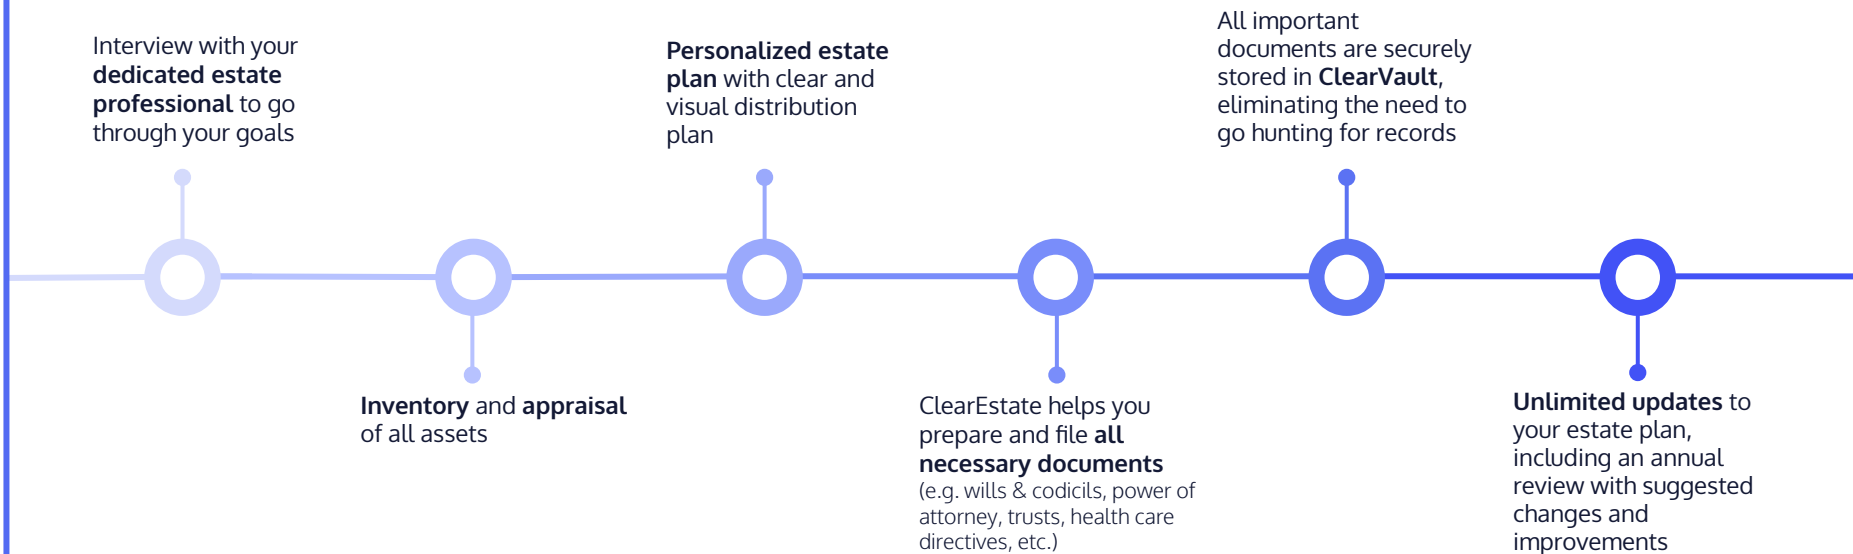 Interview with your
dedicated estate
professional to go
through your goals
Inventory and appraisal
of all assets
Personalized estate
plan with clear and
visual distribution
plan
ClearEstate helps you
prepare and file all
necessary documents
(e.g. wills & codicils, power of
attorney, trusts, health care
directives, etc.)
All important
documents are securely
stored in ClearVault,
eliminating the need to
go hunting for records
Unlimited updates to
your estate plan,
including an annual
review with suggested
changes and
improvements